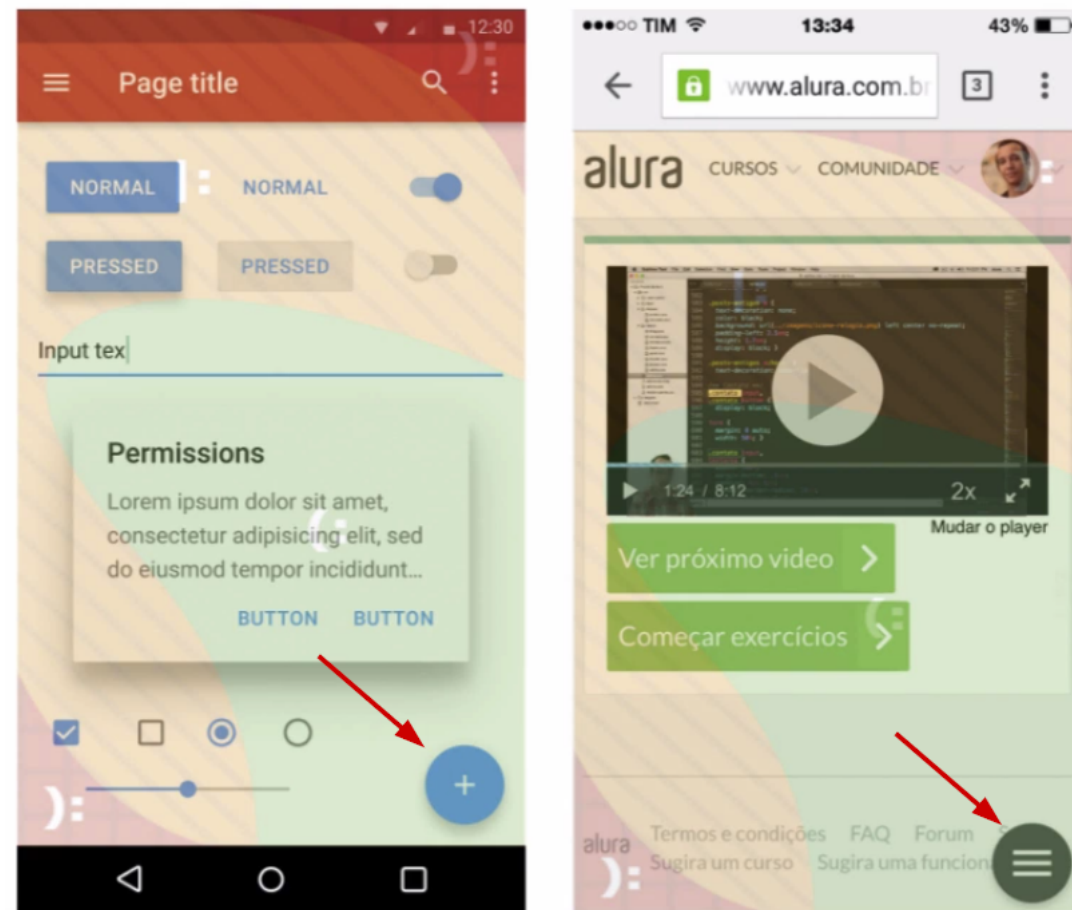 12:30
Page title
NORMAL NORMAL
PRESSED PRESSED
Input tex
Permissions
Lorem ipsum dolor sit amet,
consectetur adipisicing elit, sed
do eiusmod tempor incididunt...
BUTTON BUTTON
TIM 13:34 43%
www.alura.com.br 3
alura CURSOS COMUNIDADE
1:24 / 8:12 2x
Mudar o player
Ver próximo video
Começar exercícios
alura Termos e condições FAQ Forum S
Sugira um curso Sugira uma funciona